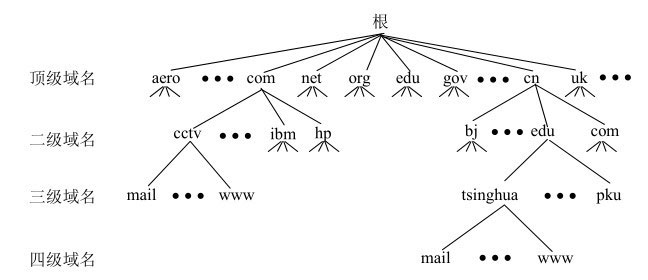 根
顶级域名 aero ••• com net org edu gov ••• cn uk •••
二级域名 cctv ••• ibm hp bj ••• edu com
三级域名 mail ••• www tsinghua ••• pku
四级域名 mail ••• www